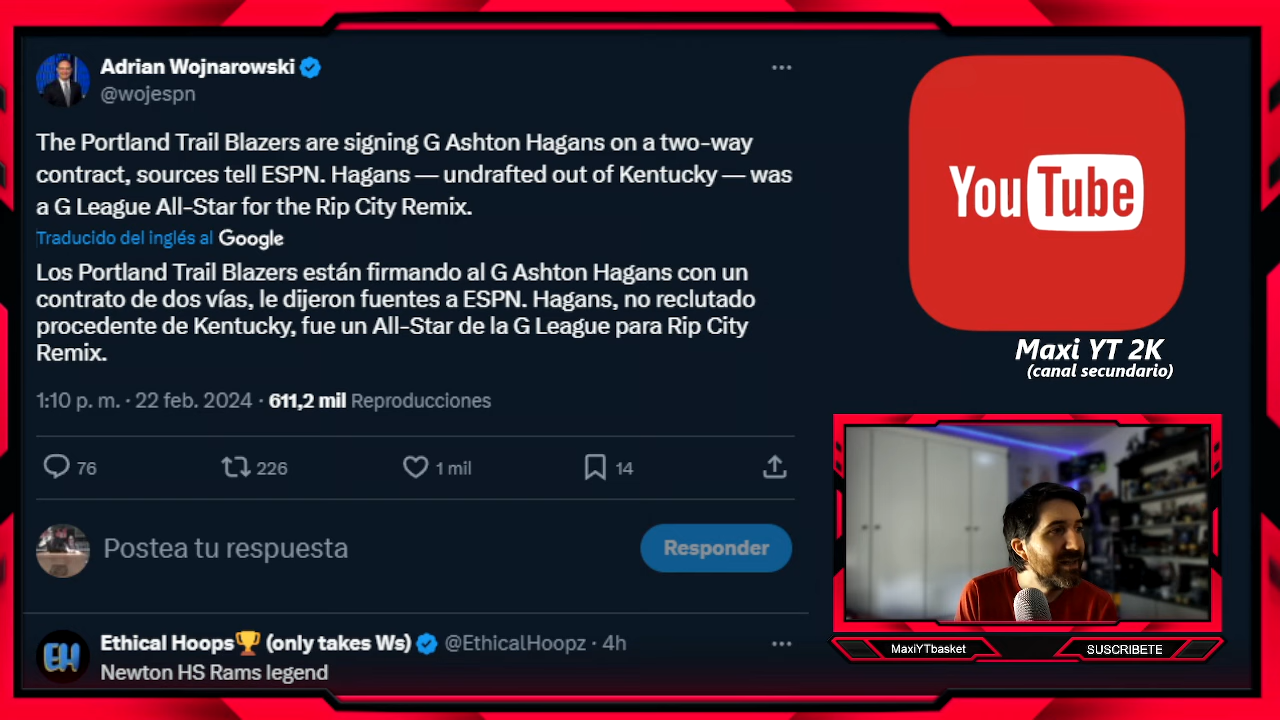 Adrian Wojnarowski
@wojespn
The Portland Trail Blazers are signing G Ashton Hagans on a two-way
contract, sources tell ESPN. Hagans — undrafted out of Kentucky — was
a G League All-Star for the Rip City Remix.
Traducido del inglés al Google
Los Portland Trail Blazers están firmando al G Ashton Hagans con un
contrato de dos vías, le dijeron fuentes a ESPN. Hagans, no reclutado
procedente de Kentucky, fue un All-Star de la G League para Rip City
Remix.
1:10 p. m. · 22 feb. 2024 · 611,2 mil Reproducciones
76 226 1 mil 14
Postea tu respuesta
Responder
EH
Ethical Hoops🏆 (only takes Ws) @EthicalHoopz · 4h
Newton HS Rams legend
YouTube
Maxi YT 2K
(canal secundario)
MaxiYTbasket
SUSCRIBETE